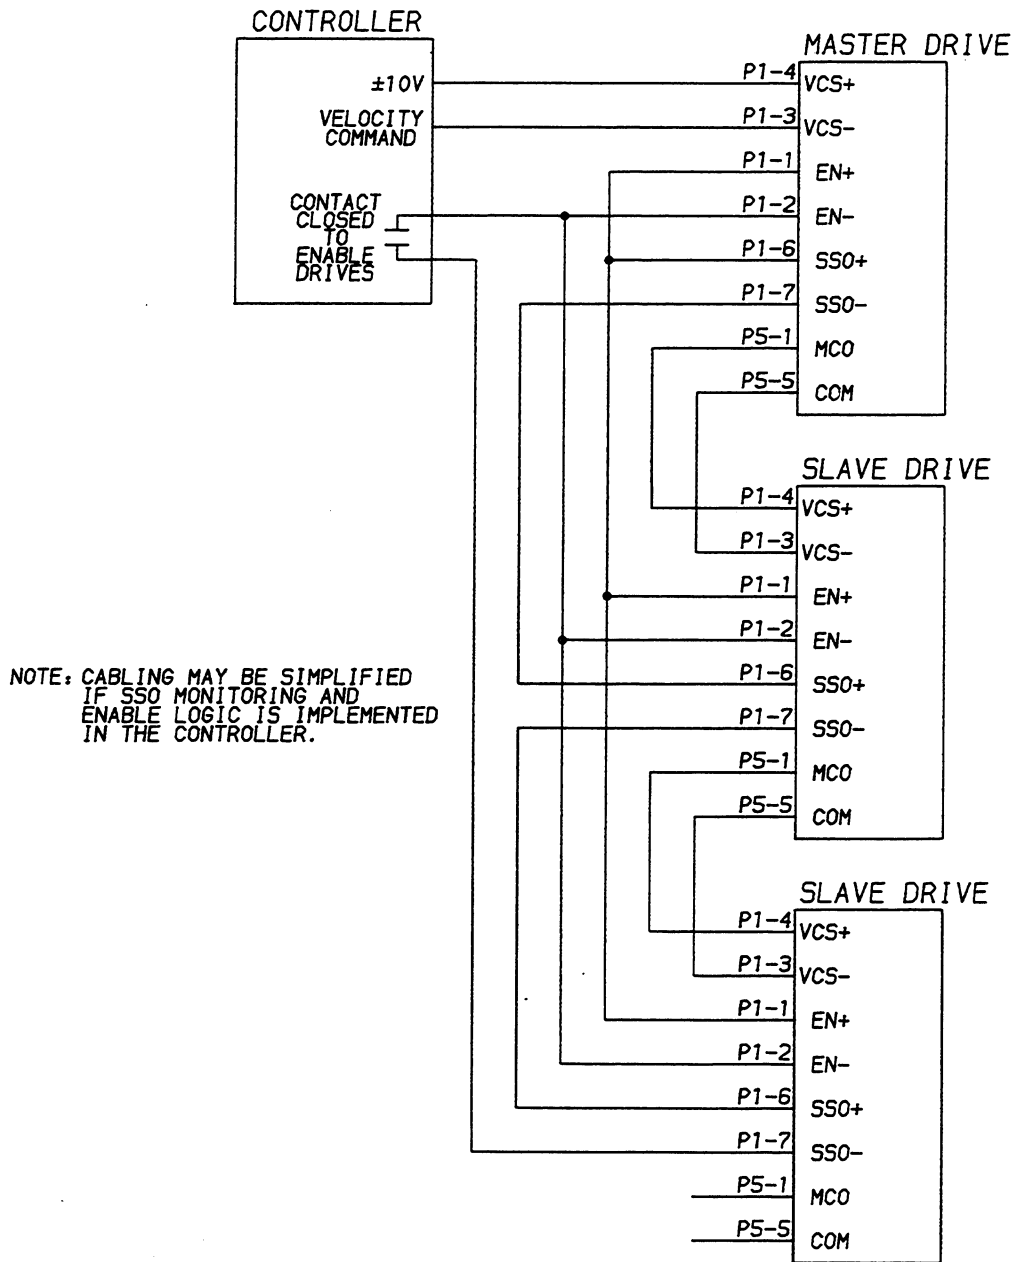 CONTROLLER
±10V
VELOCITY
COMMAND
CONTACT
CLOSED
TO
ENABLE
DRIVES
MASTER DRIVE
P1-4 VCS+
P1-3 VCS-
P1-1 EN+
P1-2 EN-
P1-6 SSO+
P1-7 SSO-
P5-1 MCO
P5-5 COM
SLAVE DRIVE
P1-4 VCS+
P1-3 VCS-
P1-1 EN+
P1-2 EN-
P1-6 SSO+
P1-7 SSO-
P5-1 MCO
P5-5 COM
NOTE: CABLING MAY BE SIMPLIFIED
IF SSO MONITORING AND
ENABLE LOGIC IS IMPLEMENTED
IN THE CONTROLLER.
SLAVE DRIVE
P1-4 VCS+
P1-3 VCS-
P1-1 EN+
P1-2 EN-
P1-6 SSO+
P1-7 SSO-
P5-1 MCO
P5-5 COM